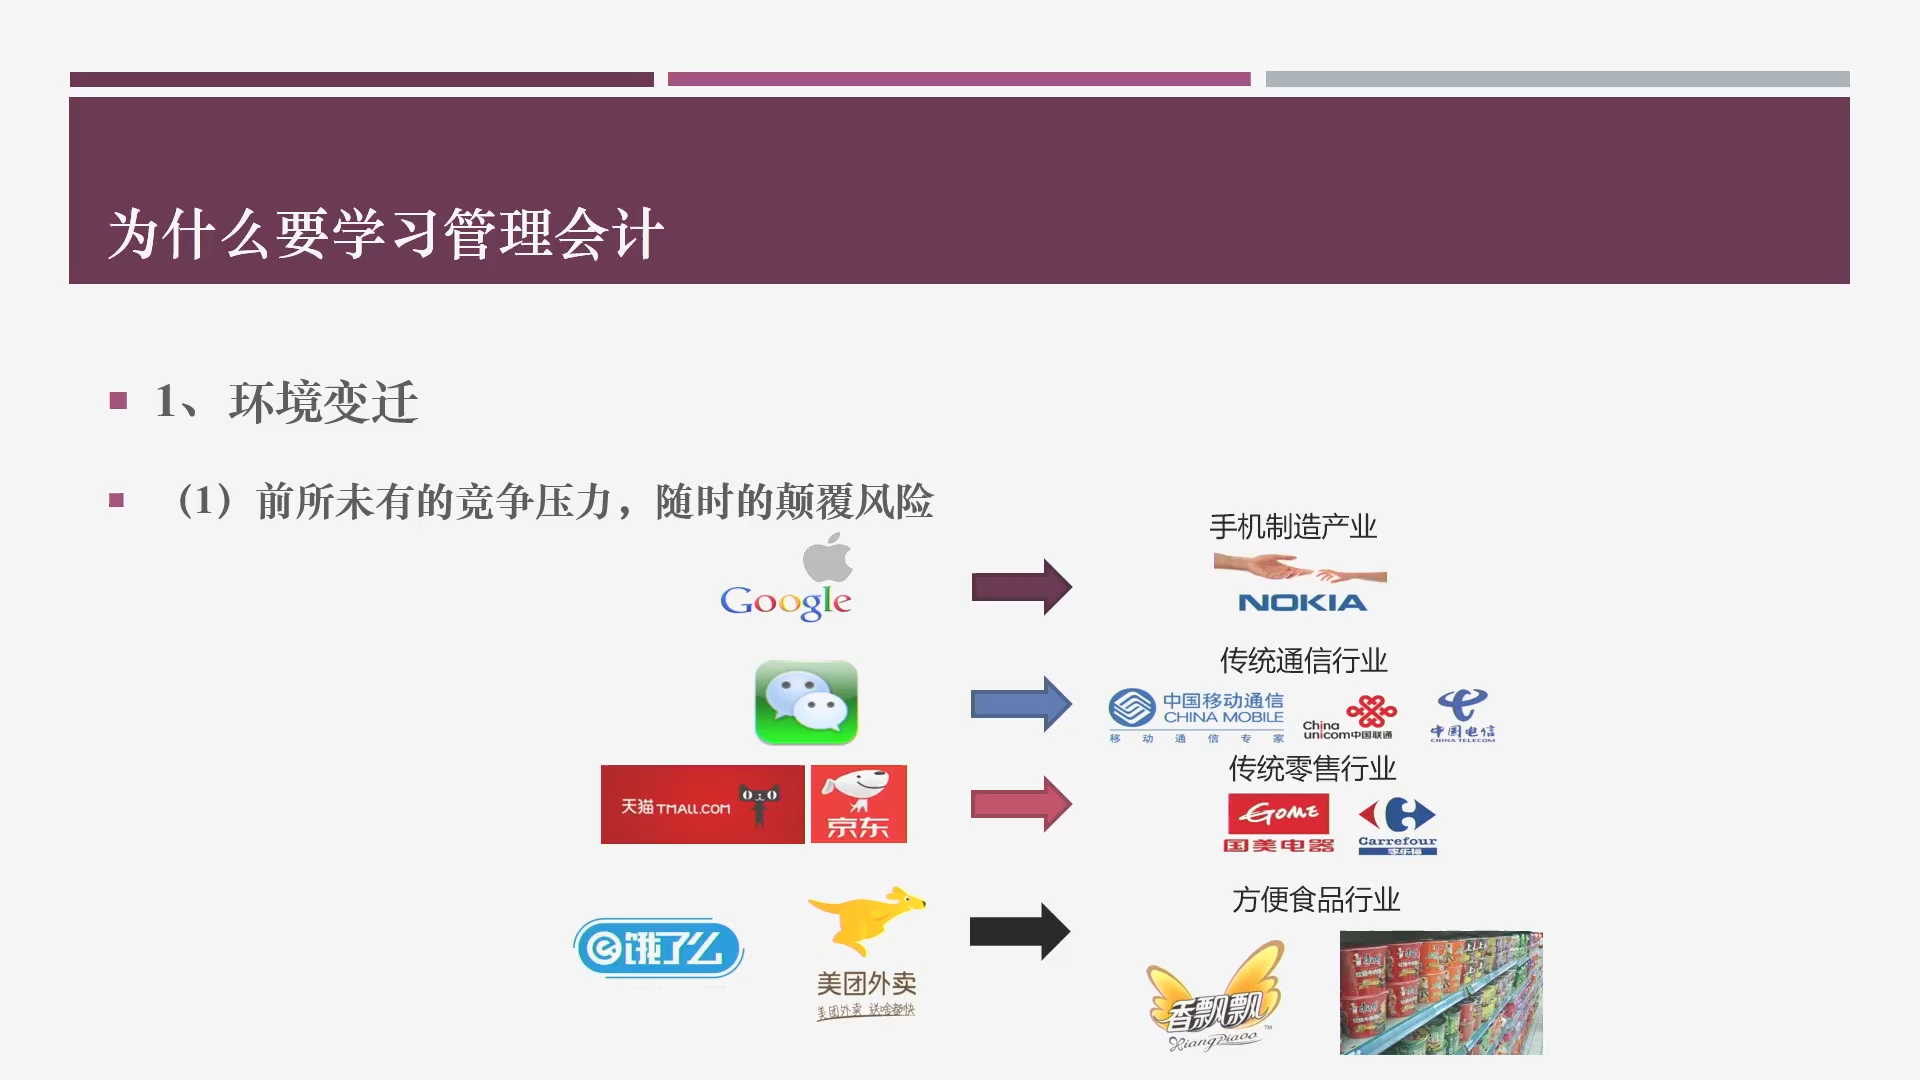 为什么要学习管理会计
1、环境变迁
（1）前所未有的竞争压力，随时的颠覆风险
手机制造产业
Google
NOKIA
传统通信行业
中国移动通信
CHINA MOBILE
移动通信专家
China
unicom中国联通
中国电信
CHINA TELECOM
传统零售行业
天猫TMALL.COM
京东
GOME
国美电器
Carrefour
家乐福
方便食品行业
e饿了么
美团外卖
美团外卖 送啥都快
香飘飘
XiangPiaoo